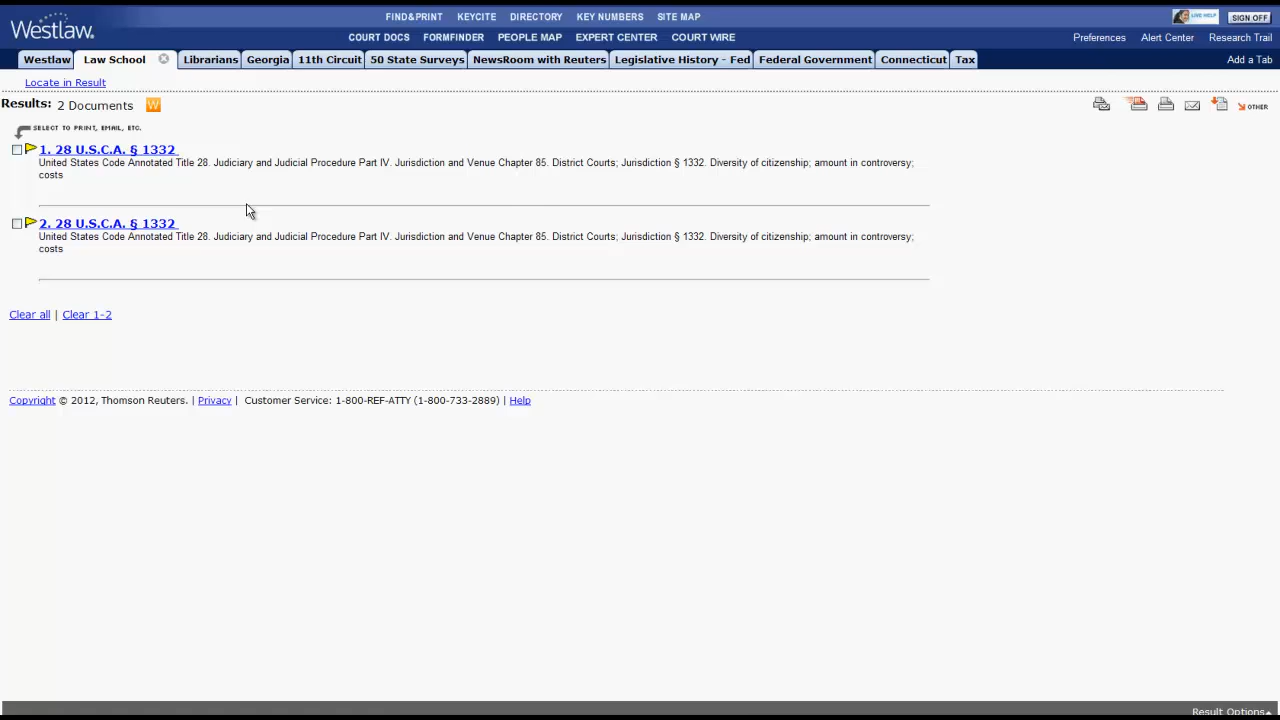 Westlaw.
FIND&PRINT KEYCITE DIRECTORY KEY NUMBERS SITE MAP
LIVE HELP SIGN OFF
COURT DOCS FORMFINDER PEOPLE MAP EXPERT CENTER COURT WIRE
Preferences Alert Center Research Trail
Westlaw Law School Librarians Georgia 11th Circuit 50 State Surveys NewsRoom with Reuters Legislative History - Fed Federal Government Connecticut Tax Add a Tab
Locate in Result
Results: 2 Documents W
OTHER
SELECT TO PRINT, EMAIL, ETC.
1. 28 U.S.C.A. § 1332
United States Code Annotated Title 28. Judiciary and Judicial Procedure Part IV. Jurisdiction and Venue Chapter 85. District Courts; Jurisdiction § 1332. Diversity of citizenship; amount in controversy;
costs
2. 28 U.S.C.A. § 1332
United States Code Annotated Title 28. Judiciary and Judicial Procedure Part IV. Jurisdiction and Venue Chapter 85. District Courts; Jurisdiction § 1332. Diversity of citizenship; amount in controversy;
costs
Clear all | Clear 1-2
Copyright © 2012, Thomson Reuters. | Privacy | Customer Service: 1-800-REF-ATTY (1-800-733-2889) | Help
Result Options